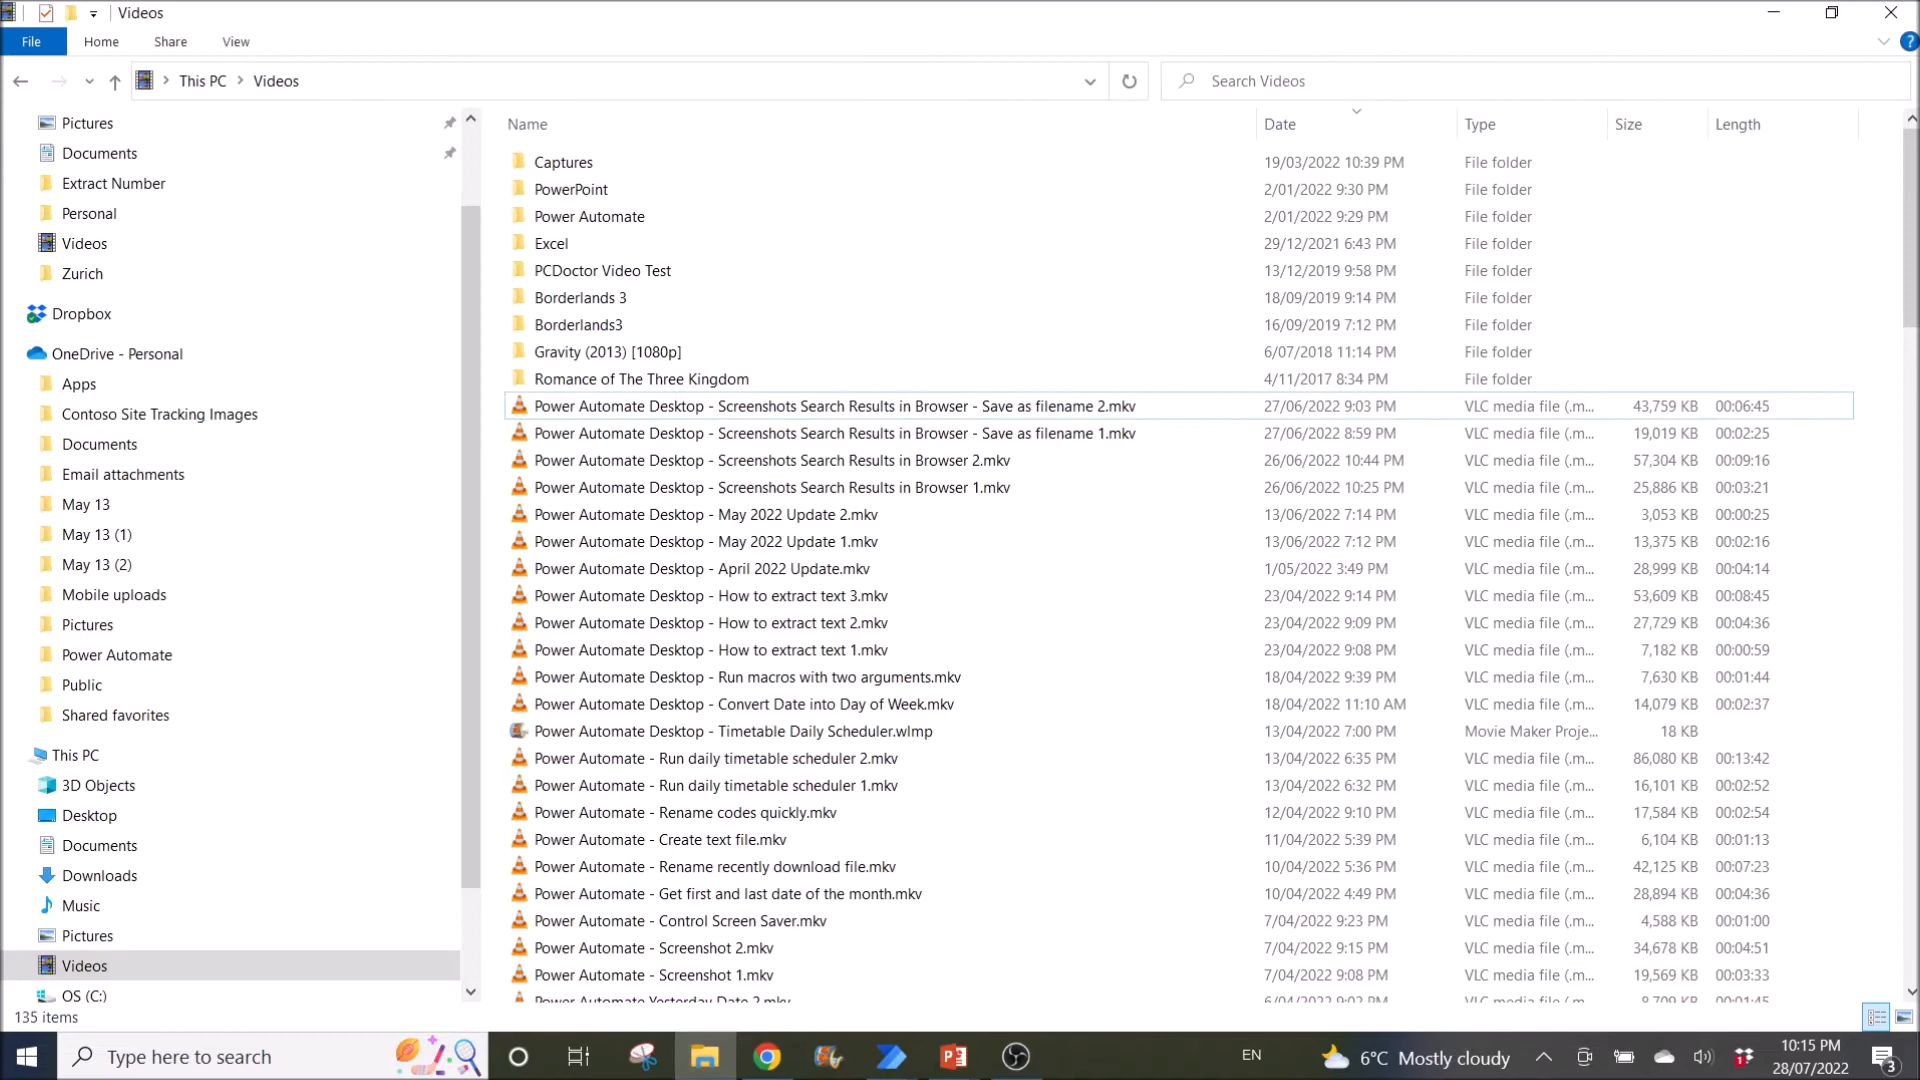 Videos
File Home Share View
This PC Videos
Search Videos
Pictures
Documents
Extract Number
Personal
Videos
Zurich
Dropbox
OneDrive - Personal
Apps
Contoso Site Tracking Images
Documents
Email attachments
May 13
May 13 (1)
May 13 (2)
Mobile uploads
Pictures
Power Automate
Public
Shared favorites
This PC
3D Objects
Desktop
Documents
Downloads
Music
Pictures
Videos
OS (C:)
Name Date Type Size Length
Captures 19/03/2022 10:39 PM File folder
PowerPoint 2/01/2022 9:30 PM File folder
Power Automate 2/01/2022 9:29 PM File folder
Excel 29/12/2021 6:43 PM File folder
PCDoctor Video Test 13/12/2019 9:58 PM File folder
Borderlands 3 18/09/2019 9:14 PM File folder
Borderlands3 16/09/2019 7:12 PM File folder
Gravity (2013) [1080p] 6/07/2018 11:14 PM File folder
Romance of The Three Kingdom 4/11/2017 8:34 PM File folder
Power Automate Desktop - Screenshots Search Results in Browser - Save as filename 2.mkv 27/06/2022 9:03 PM VLC media file (.m... 43,759 KB 00:06:45
Power Automate Desktop - Screenshots Search Results in Browser - Save as filename 1.mkv 27/06/2022 8:59 PM VLC media file (.m... 19,019 KB 00:02:25
Power Automate Desktop - Screenshots Search Results in Browser 2.mkv 26/06/2022 10:44 PM VLC media file (.m... 57,304 KB 00:09:16
Power Automate Desktop - Screenshots Search Results in Browser 1.mkv 26/06/2022 10:25 PM VLC media file (.m... 25,886 KB 00:03:21
Power Automate Desktop - May 2022 Update 2.mkv 13/06/2022 7:14 PM VLC media file (.m... 3,053 KB 00:00:25
Power Automate Desktop - May 2022 Update 1.mkv 13/06/2022 7:12 PM VLC media file (.m... 13,375 KB 00:02:16
Power Automate Desktop - April 2022 Update.mkv 1/05/2022 3:49 PM VLC media file (.m... 28,999 KB 00:04:14
Power Automate Desktop - How to extract text 3.mkv 23/04/2022 9:14 PM VLC media file (.m... 53,609 KB 00:08:45
Power Automate Desktop - How to extract text 2.mkv 23/04/2022 9:09 PM VLC media file (.m... 27,729 KB 00:04:36
Power Automate Desktop - How to extract text 1.mkv 23/04/2022 9:08 PM VLC media file (.m... 7,182 KB 00:00:59
Power Automate Desktop - Run macros with two arguments.mkv 18/04/2022 9:39 PM VLC media file (.m... 7,630 KB 00:01:44
Power Automate Desktop - Convert Date into Day of Week.mkv 18/04/2022 11:10 AM VLC media file (.m... 14,079 KB 00:02:37
Power Automate Desktop - Timetable Daily Scheduler.wlmp 13/04/2022 7:00 PM Movie Maker Proje... 18 KB
Power Automate - Run daily timetable scheduler 2.mkv 13/04/2022 6:35 PM VLC media file (.m... 86,080 KB 00:13:42
Power Automate - Run daily timetable scheduler 1.mkv 13/04/2022 6:32 PM VLC media file (.m... 16,101 KB 00:02:52
Power Automate - Rename codes quickly.mkv 12/04/2022 9:10 PM VLC media file (.m... 17,584 KB 00:02:54
Power Automate - Create text file.mkv 11/04/2022 5:39 PM VLC media file (.m... 6,104 KB 00:01:13
Power Automate - Rename recently download file.mkv 10/04/2022 5:36 PM VLC media file (.m... 42,125 KB 00:07:23
Power Automate - Get first and last date of the month.mkv 10/04/2022 4:49 PM VLC media file (.m... 28,894 KB 00:04:36
Power Automate - Control Screen Saver.mkv 7/04/2022 9:23 PM VLC media file (.m... 4,588 KB 00:01:00
Power Automate - Screenshot 2.mkv 7/04/2022 9:15 PM VLC media file (.m... 34,678 KB 00:04:51
Power Automate - Screenshot 1.mkv 7/04/2022 9:08 PM VLC media file (.m... 19,569 KB 00:03:33
Power Automate Yesterday Date 2.mkv 6/04/2022 9:02 PM VLC media file (.m... 8,709 KB 00:01:45
135 items
Type here to search
EN
6°C Mostly cloudy
1
10:15 PM
28/07/2022
3